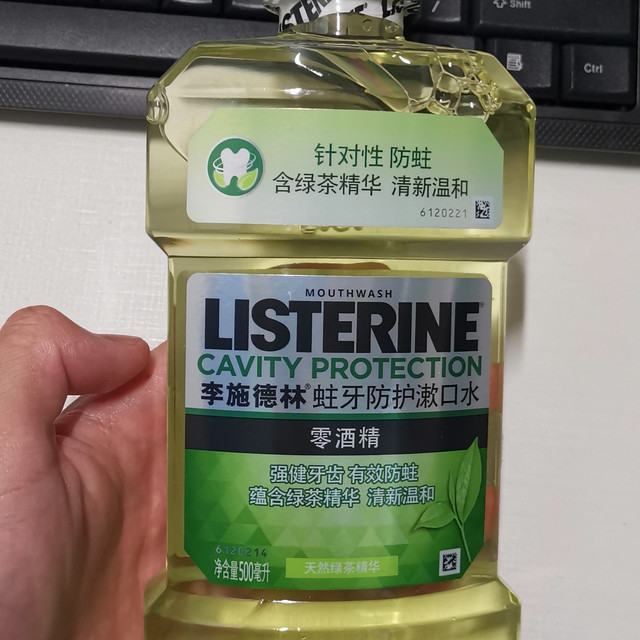 Shift
Ctrl
LISTERINE
针对性 防蛀
含绿茶精华 清新温和
6120221
MOUTHWASH
LISTERINE®
CAVITY PROTECTION
李施德林®蛀牙防护漱口水
零酒精
强健牙齿 有效防蛀
蕴含绿茶精华 清新温和
6120214
净含量500毫升
天然绿茶精华